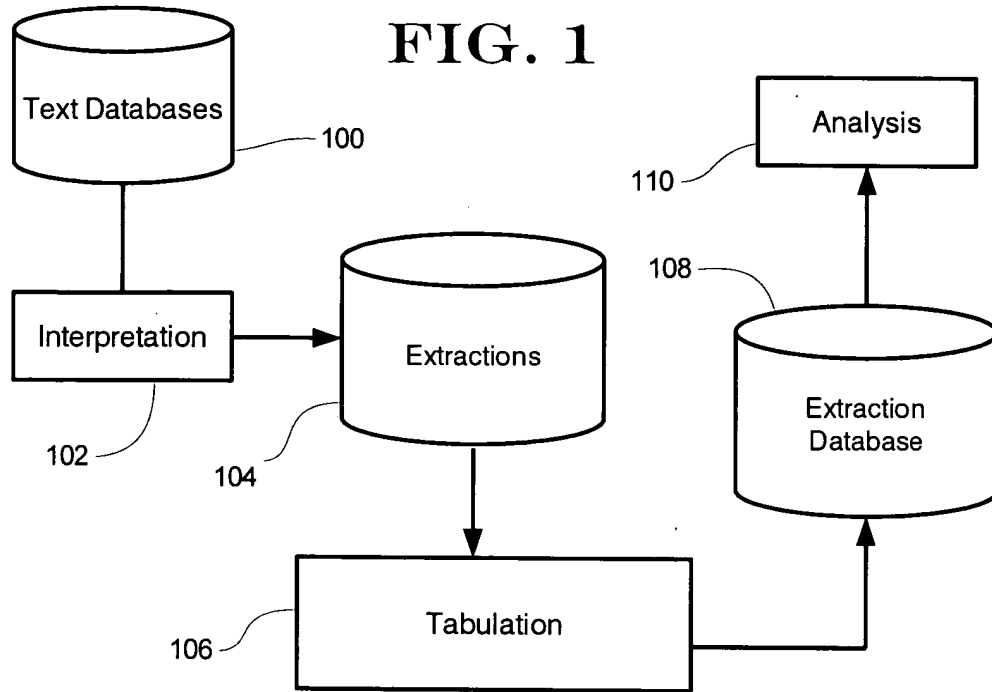 FIG. 1
Text Databases
100
Interpretation
102
Extractions
104
Tabulation
106
Extraction
Database
108
Analysis
110